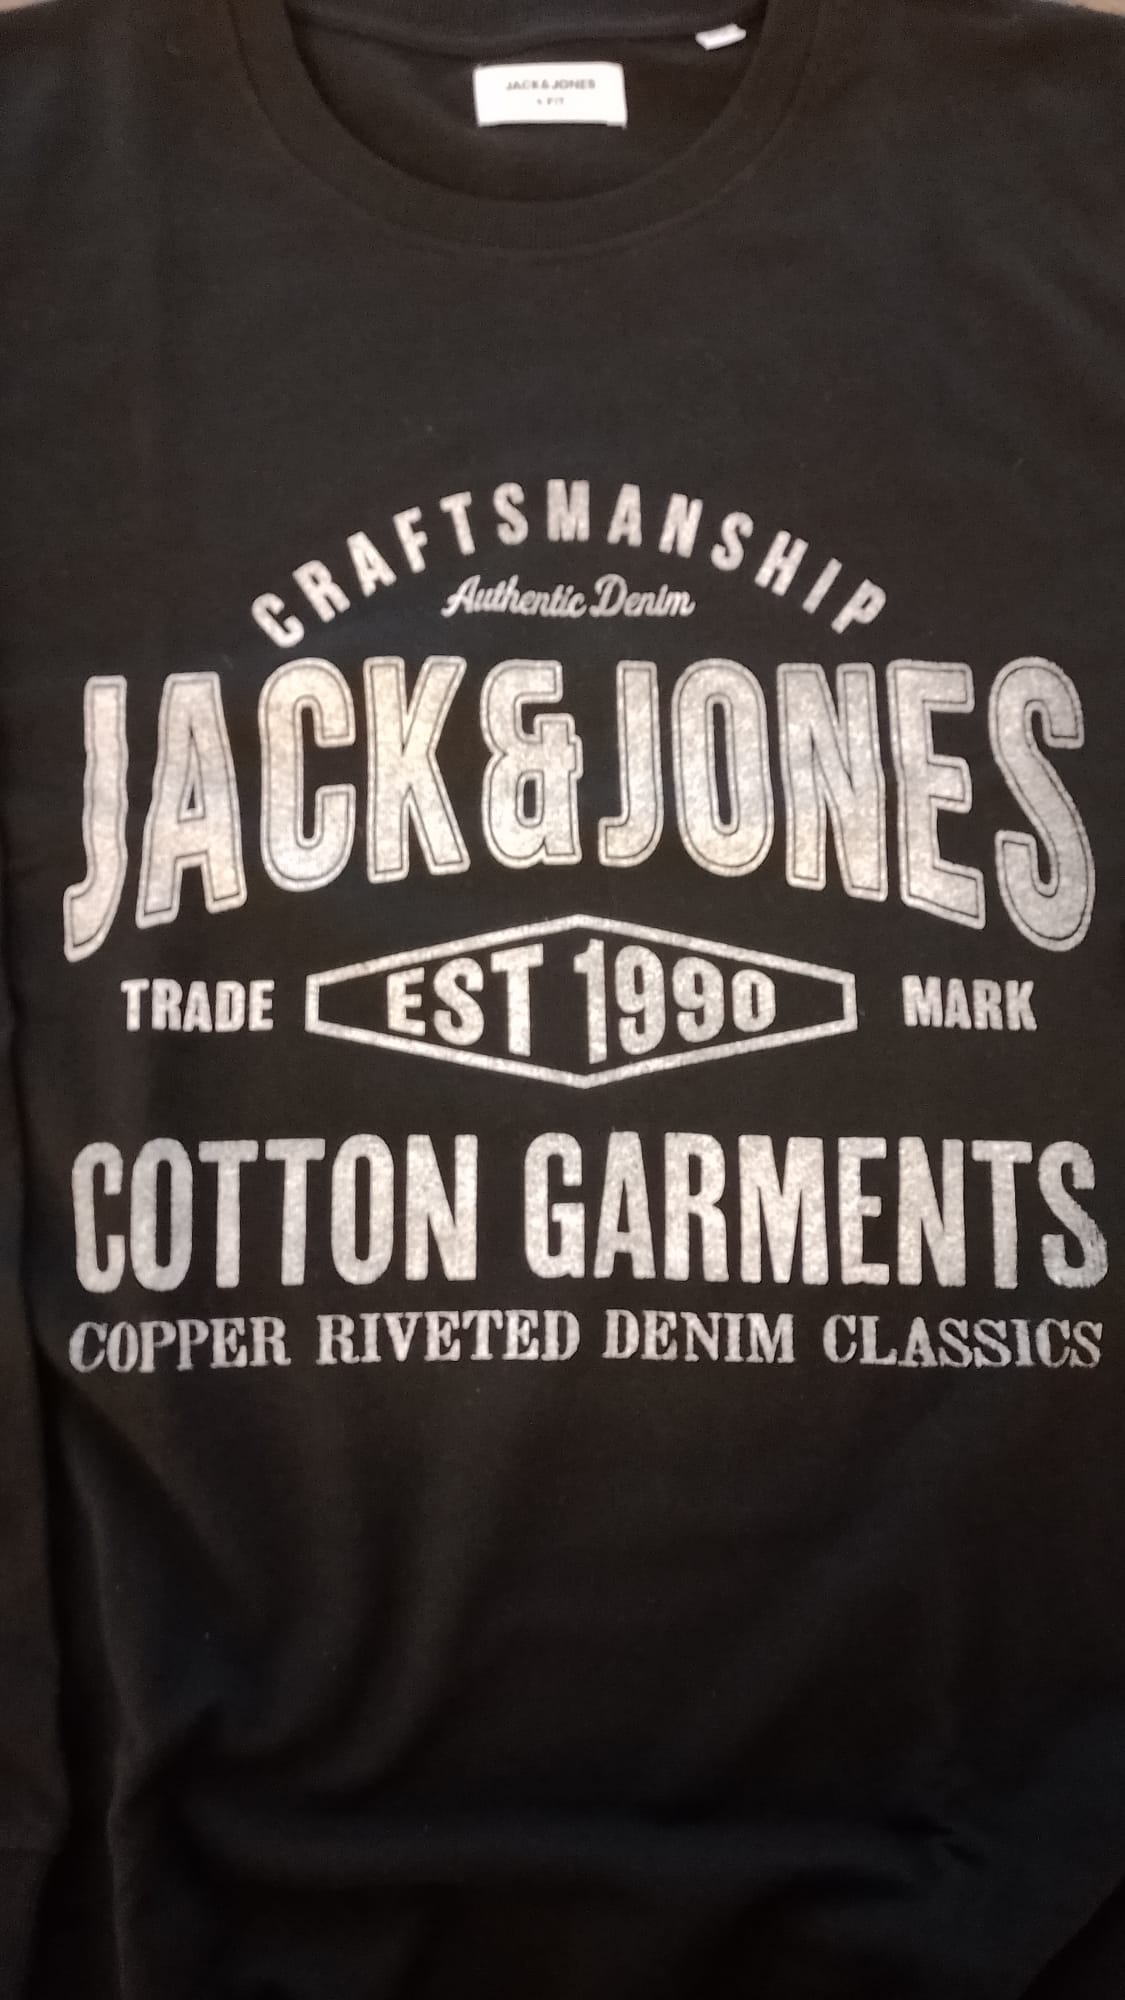 JACK&JONES
CRAFTSMANSHIP
Authentic Denim
JACK&JONES
TRADE EST 1990 MARK
COTTON GARMENTS
COPPER RIVETED DENIM CLASSICS